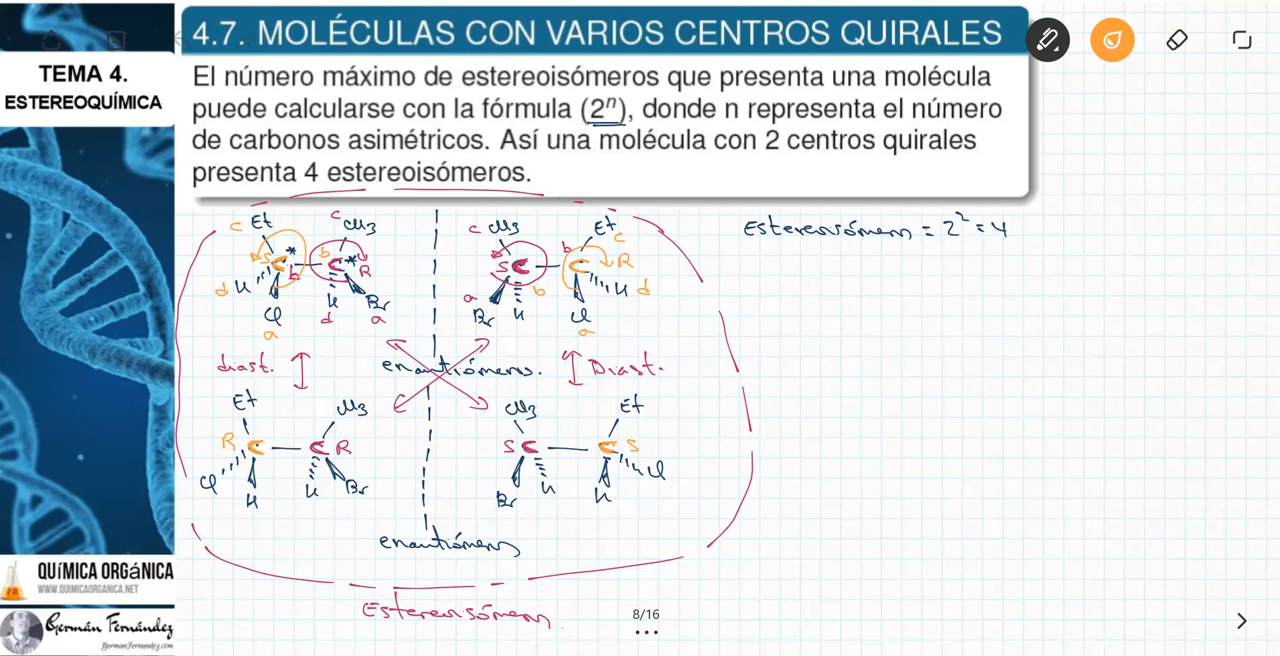 4.7. MOLÉCULAS CON VARIOS CENTROS QUIRALES
TEMA 4.
ESTEREOQUÍMICA
El número máximo de estereoisómeros que presenta una molécula
puede calcularse con la fórmula (2ⁿ), donde n representa el número
de carbonos asimétricos. Así una molécula con 2 centros quirales
presenta 4 estereoisómeros.
Estereoisómeros = 2² = 4
c Et c CH3 c CH3 Et c
S C * b b C * R S C b C R
d H H Br Br H H d
Cl d a a b Cl
a a
diast. enantiómeros. Diast.
Et CH3 CH3 Et
R C C R S C C S
Cl H H Br Br H H Cl
enantiómeros
Estereoisómeros
QUÍMICA ORGÁNICA
WWW.QUIMICAORGANICA.NET
Germán Fernández
GermanFernandez.com
8/16